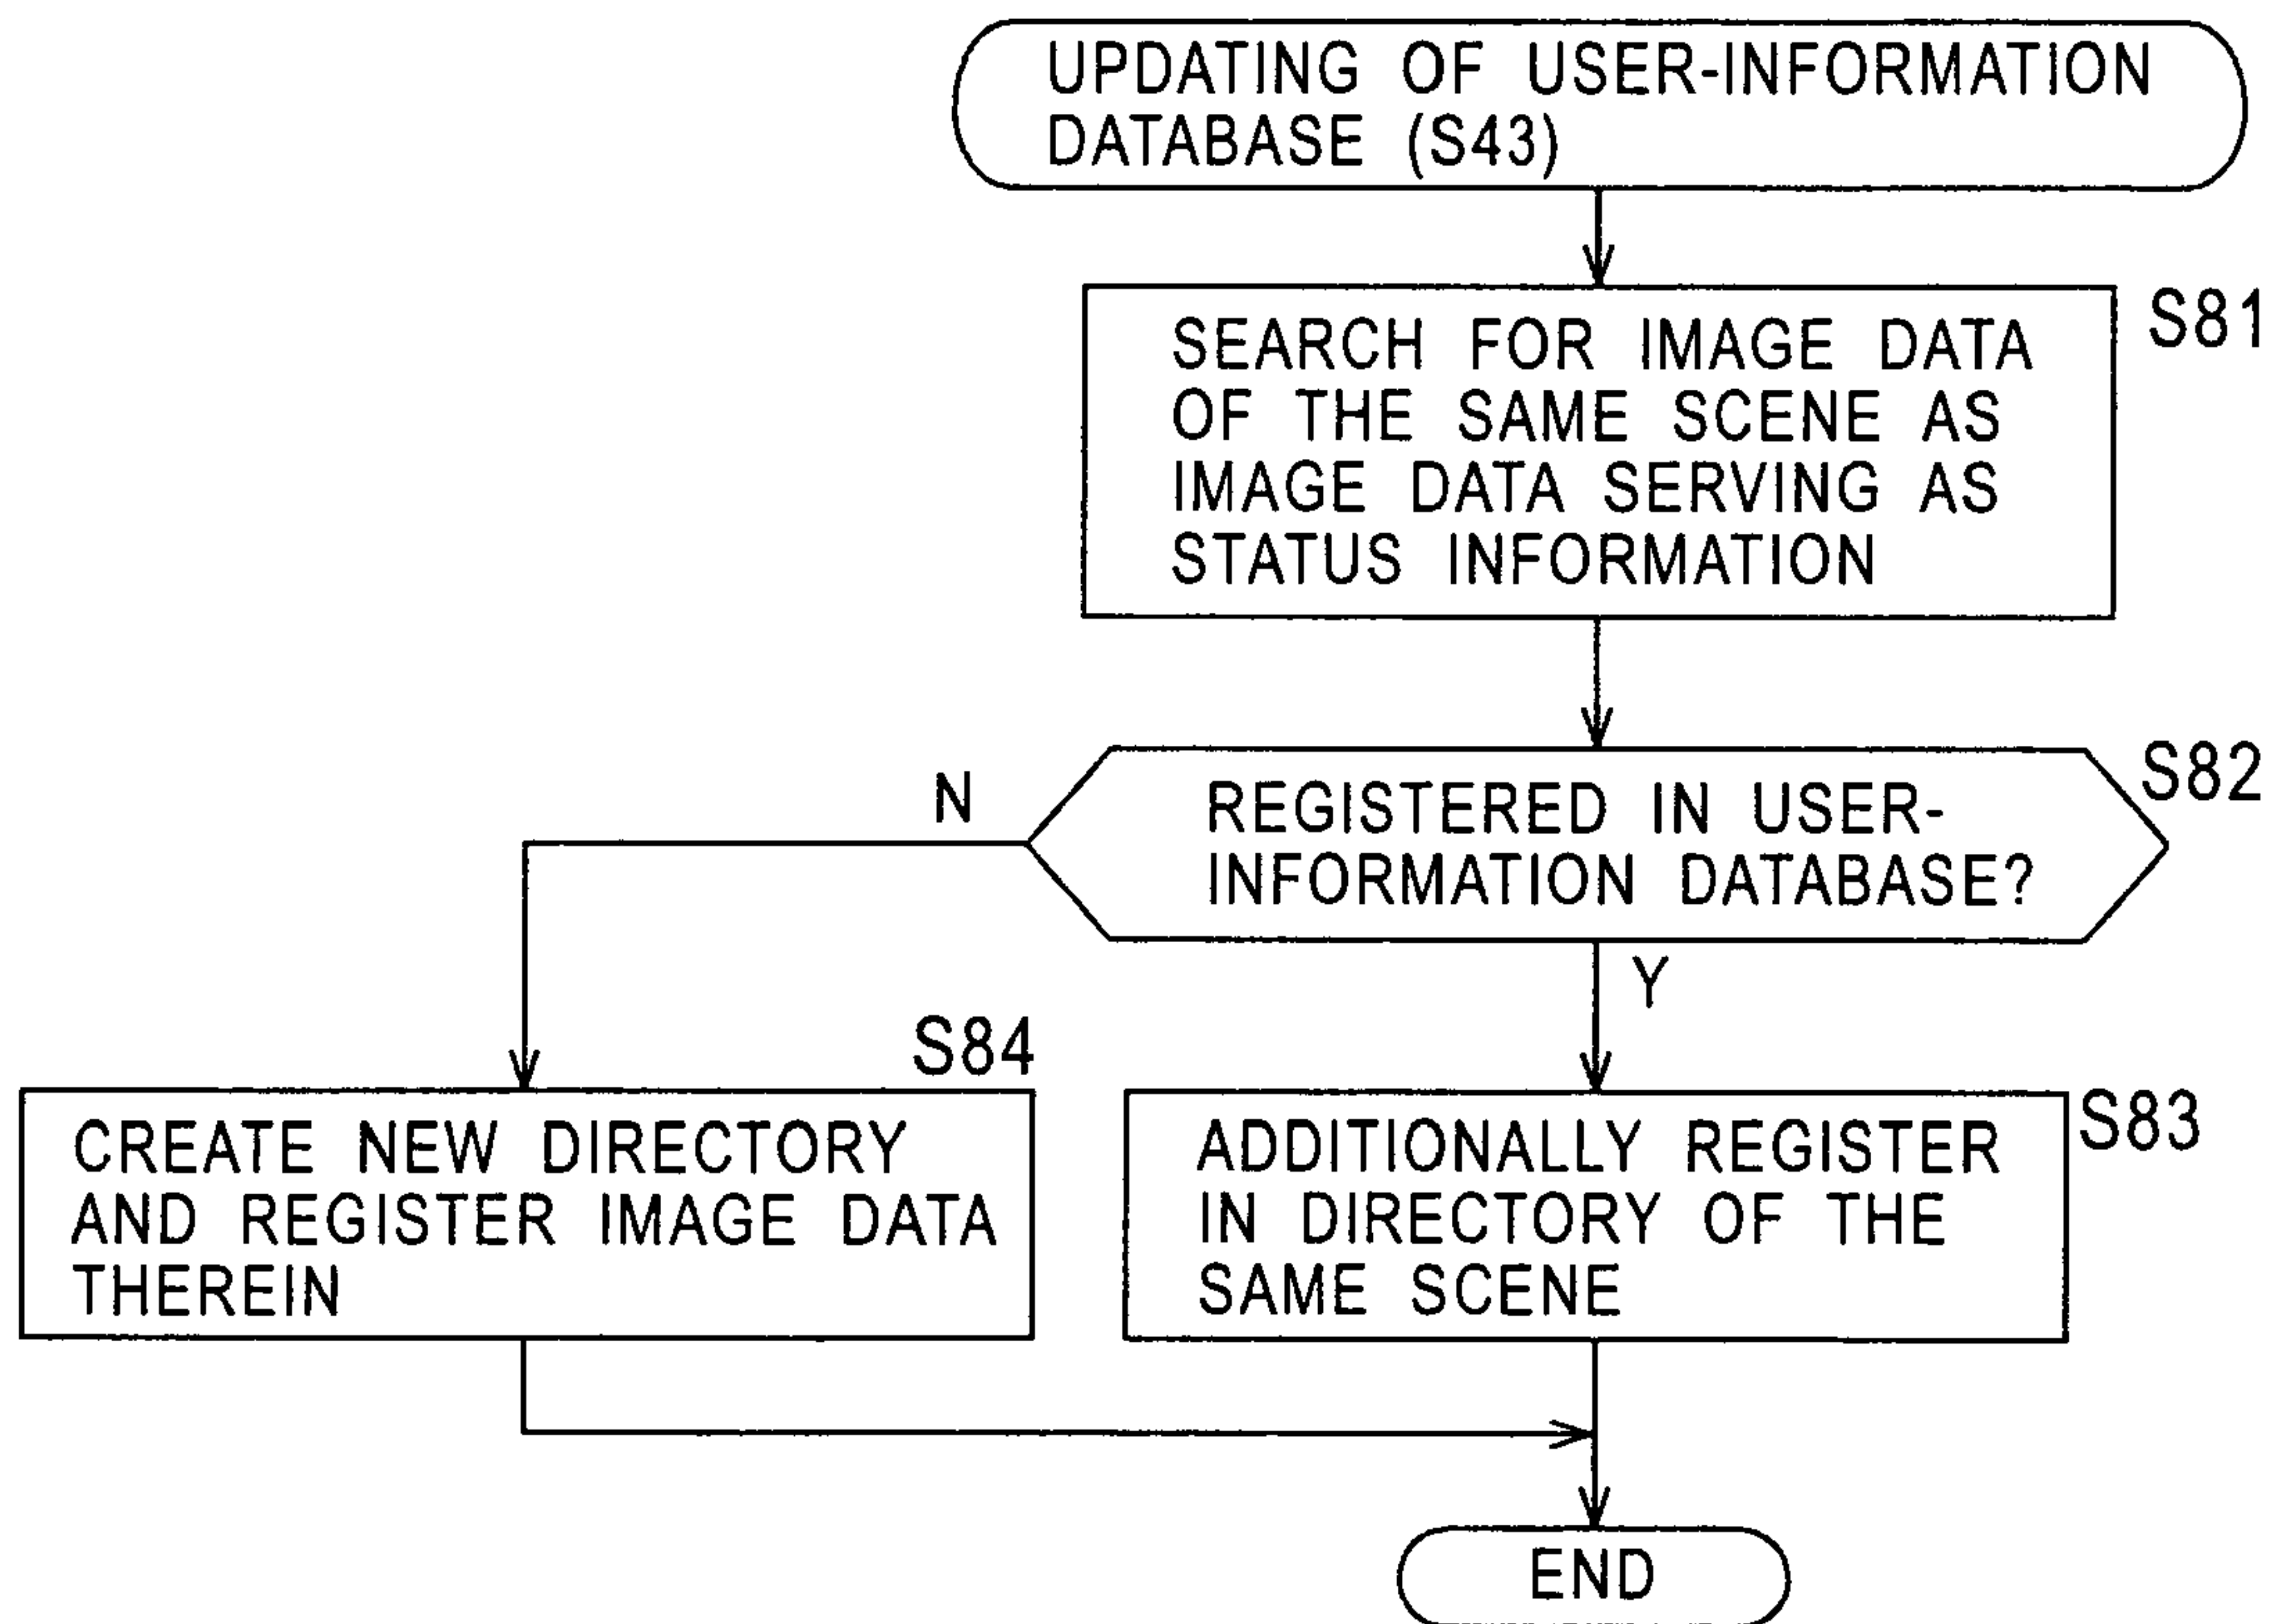 UPDATING OF USER-INFORMATION
DATABASE (S43)
S81
SEARCH FOR IMAGE DATA
OF THE SAME SCENE AS
IMAGE DATA SERVING AS
STATUS INFORMATION
S82
N
REGISTERED IN USER-
INFORMATION DATABASE?
Y
S84
CREATE NEW DIRECTORY
AND REGISTER IMAGE DATA
THEREIN
S83
ADDITIONALLY REGISTER
IN DIRECTORY OF THE
SAME SCENE
END